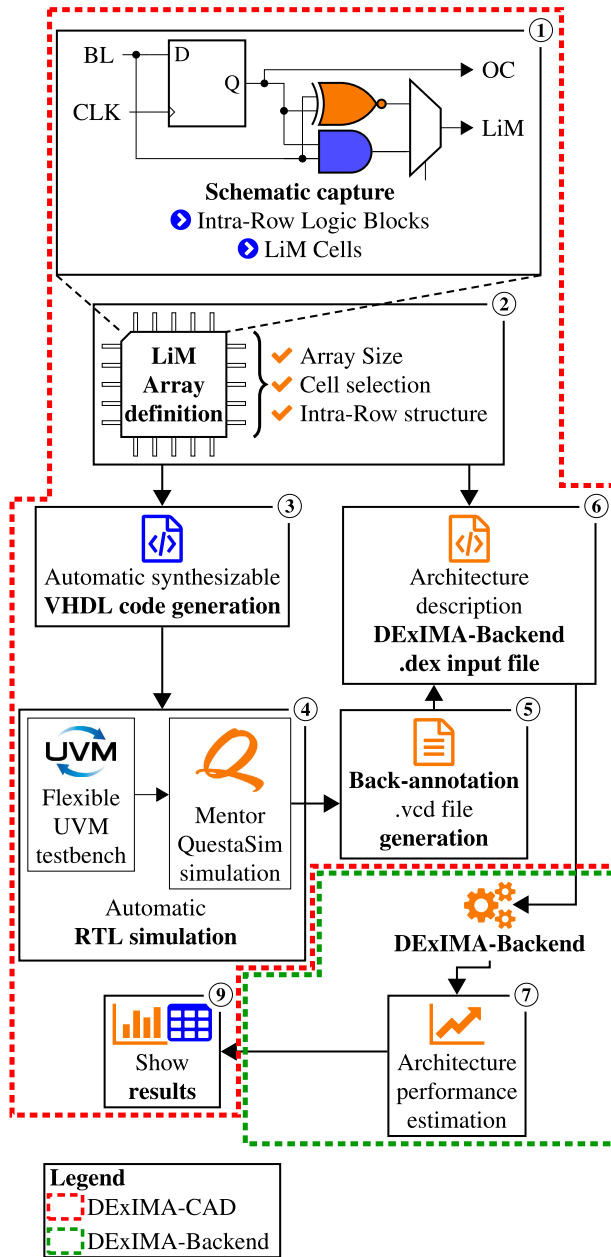 ①
BL
D
Q
OC
CLK
LiM
Schematic capture
Intra-Row Logic Blocks
LiM Cells
②
LiM
Array
definition
Array Size
Cell selection
Intra-Row structure
③
Automatic synthesizable
VHDL code generation
⑥
Architecture
description
DExIMA-Backend
.dex input file
④
UVM
Flexible
UVM
testbench
Mentor
QuestaSim
simulation
Automatic
RTL simulation
⑤
Back-annotation
.vcd file
generation
DExIMA-Backend
⑦
Architecture
performance
estimation
⑨
Show
results
Legend
DExIMA-CAD
DExIMA-Backend